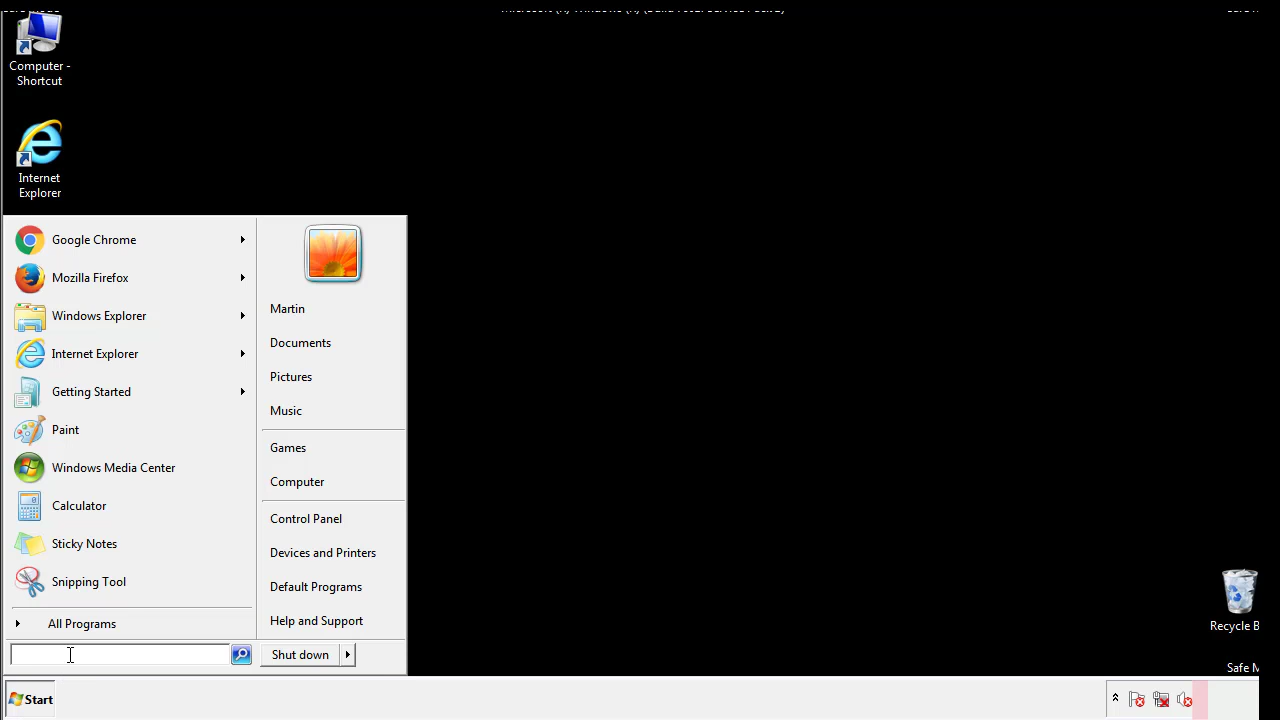 Computer -
Shortcut
Internet
Explorer
Google Chrome
Mozilla Firefox
Windows Explorer
Internet Explorer
Getting Started
Paint
Windows Media Center
Calculator
Sticky Notes
Snipping Tool
All Programs
Martin
Documents
Pictures
Music
Games
Computer
Control Panel
Devices and Printers
Default Programs
Help and Support
Shut down
Recycle B
Safe M
Start